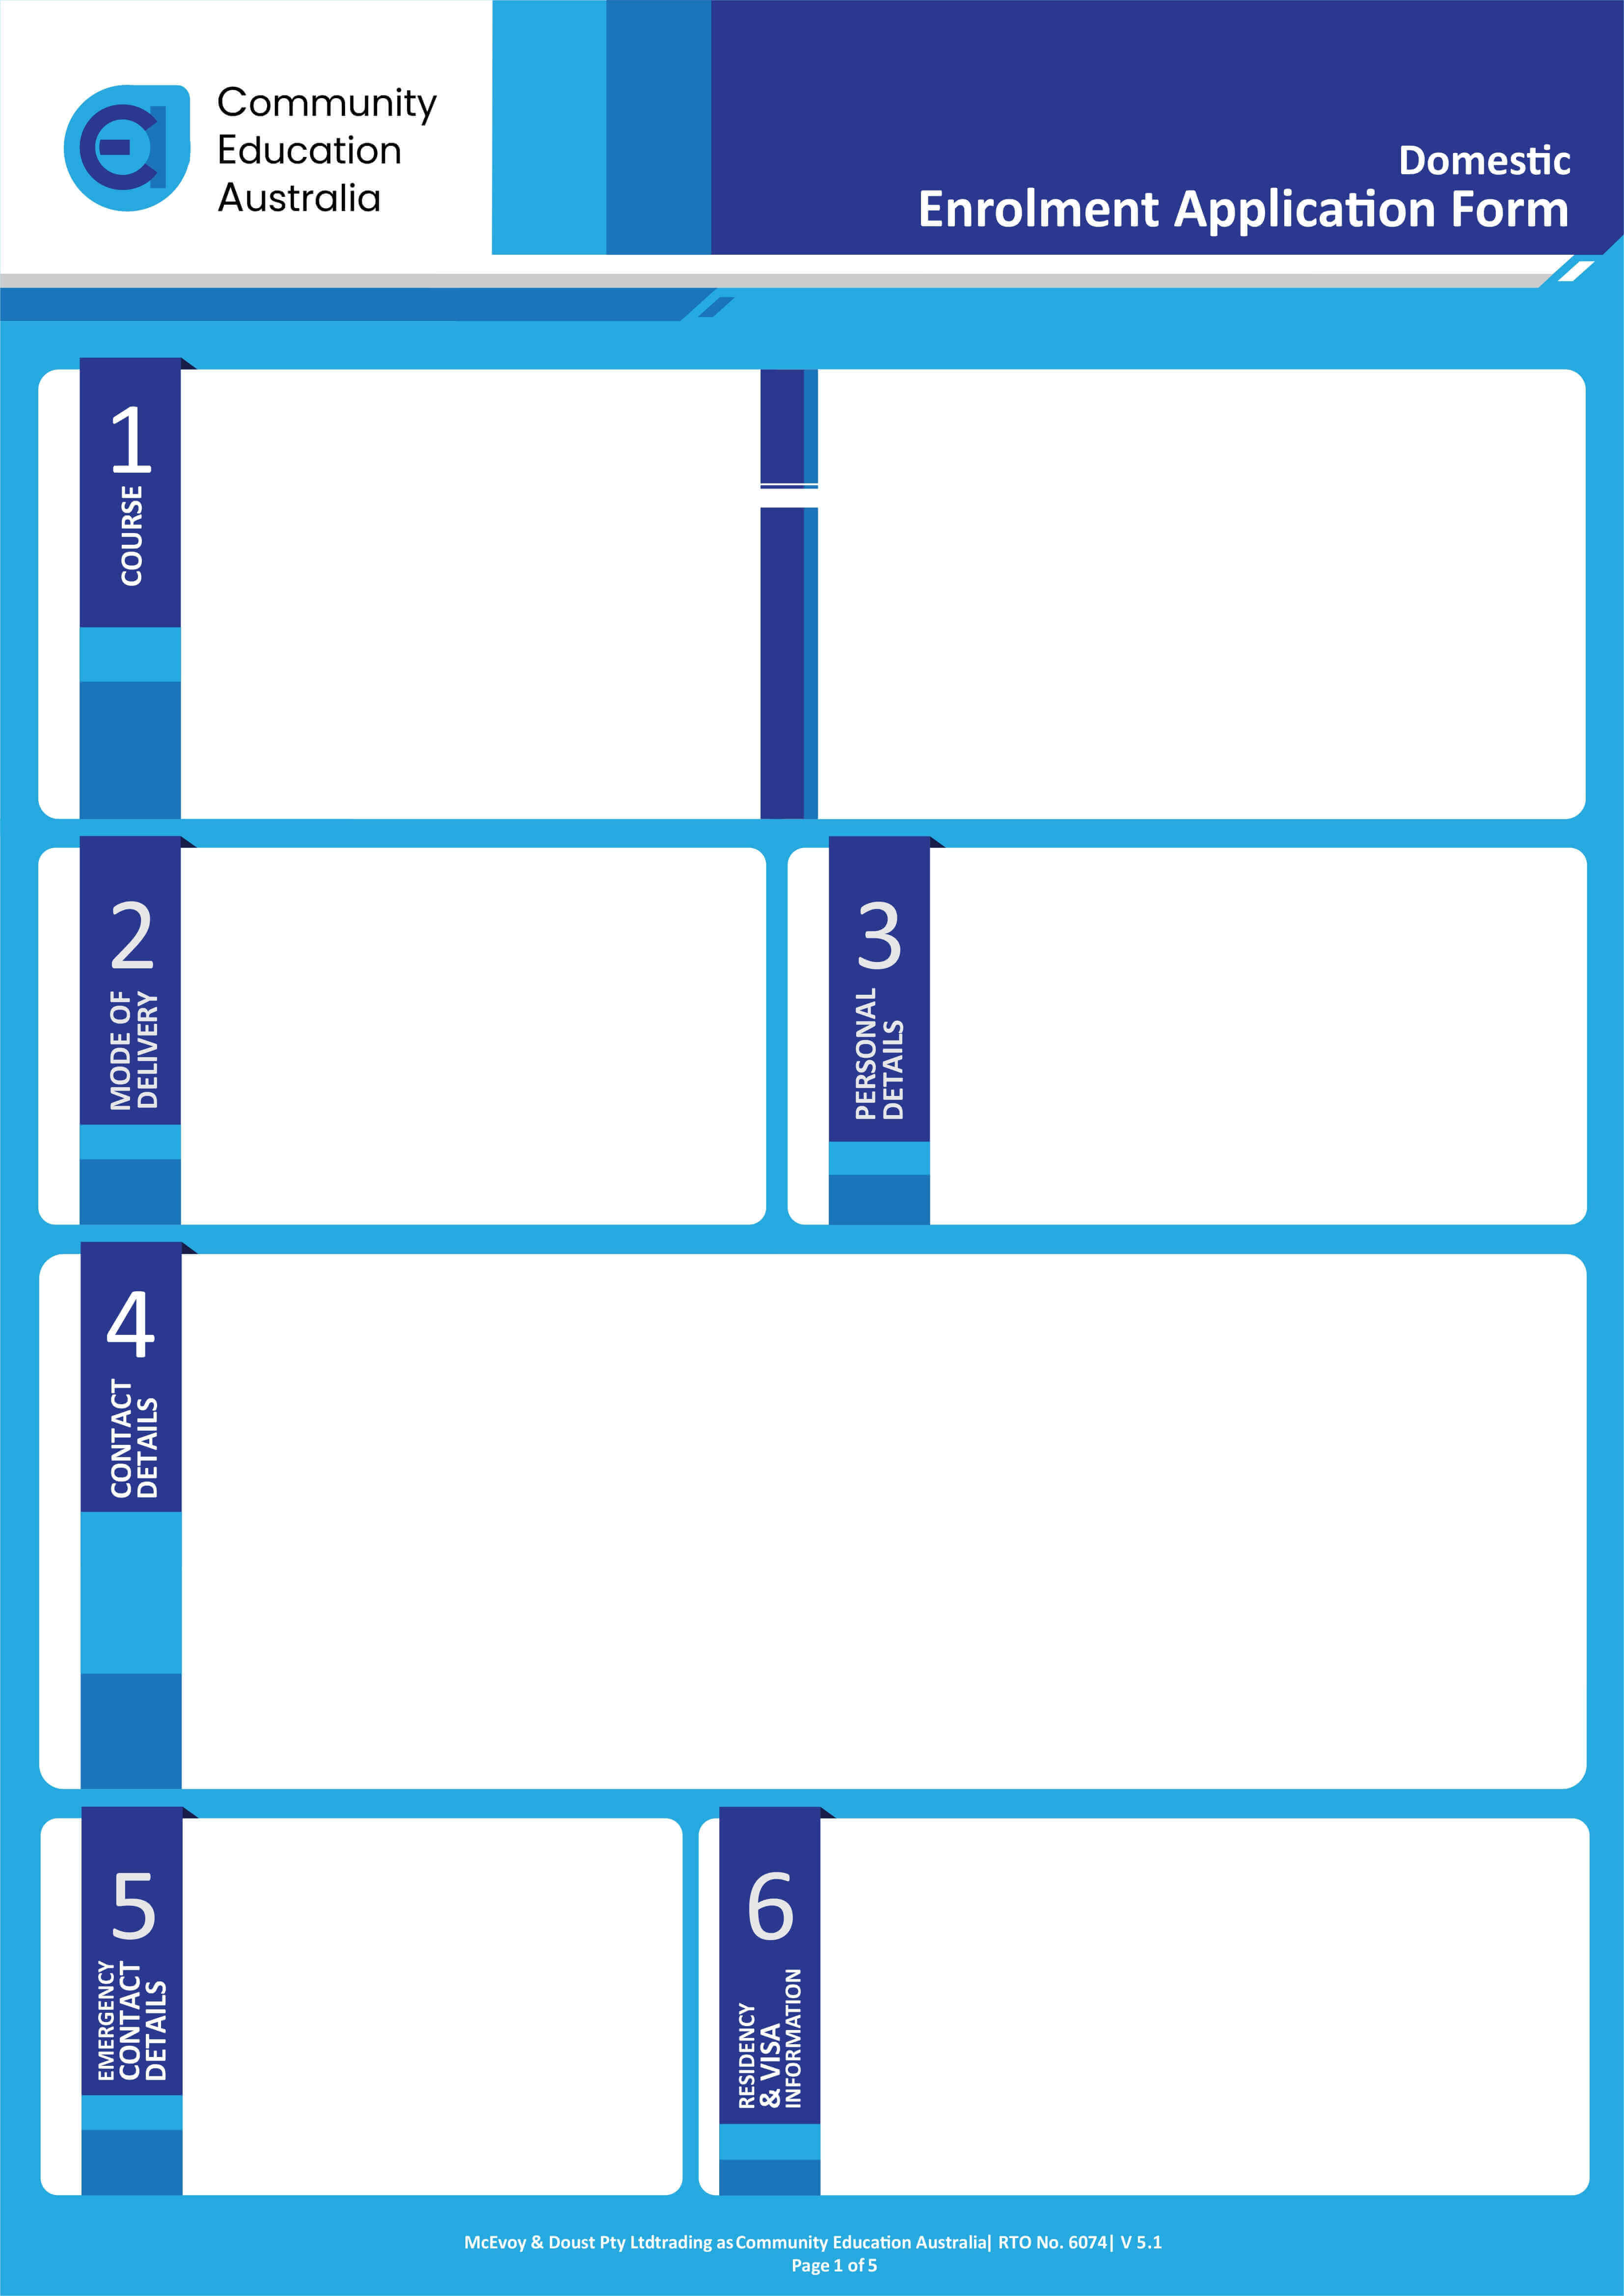 Community
Education
Australia
Domestic
Enrolment Application Form
1
COURSE
2
MODE OF
DELIVERY
3
PERSONAL
DETAILS
4
CONTACT
DETAILS
5
EMERGENCY
CONTACT
DETAILS
6
RESIDENCY
& VISA
INFORMATION
McEvoy & Doust Pty Ltdtrading as Community Education Australia| RTO No. 6074| V 5.1
Page 1 of 5